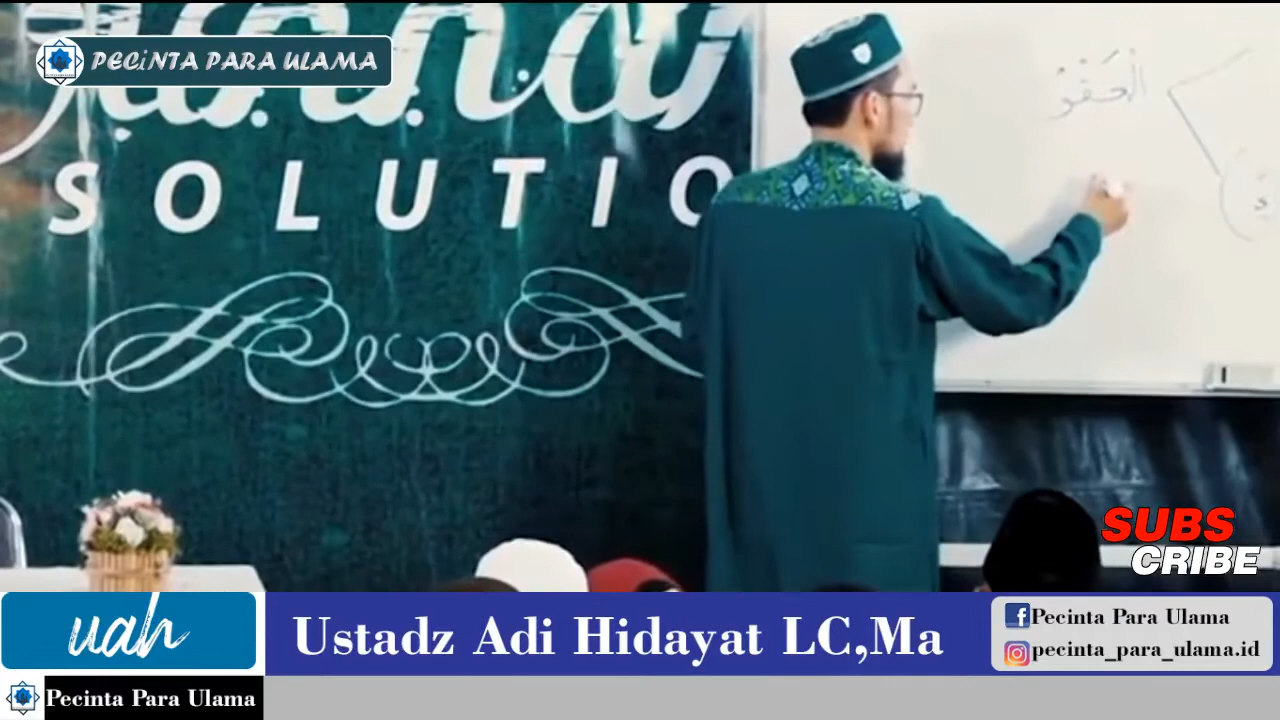 PECINTA PARA ULAMA
SOLUTIO
SUBS
CRIBE
uah
Ustadz Adi Hidayat LC,Ma
Pecinta Para Ulama
pecinta_para_ulama.id
Pecinta Para Ulama